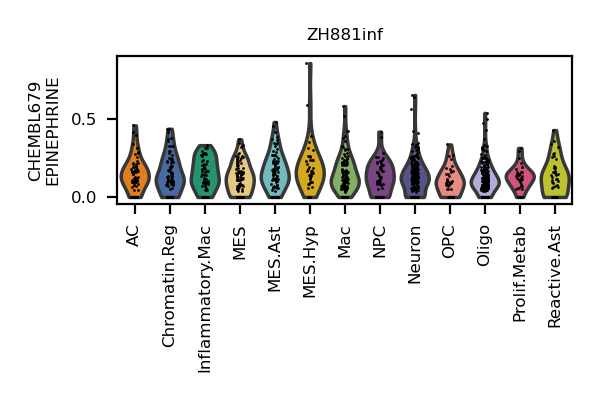 ZH881inf
CHEMBL679
EPINEPHRINE
0.5
0.0
AC
Chromatin.Reg
Inflammatory.Mac
MES
MES.Ast
MES.Hyp
Mac
NPC
Neuron
OPC
Oligo
Prolif.Metab
Reactive.Ast